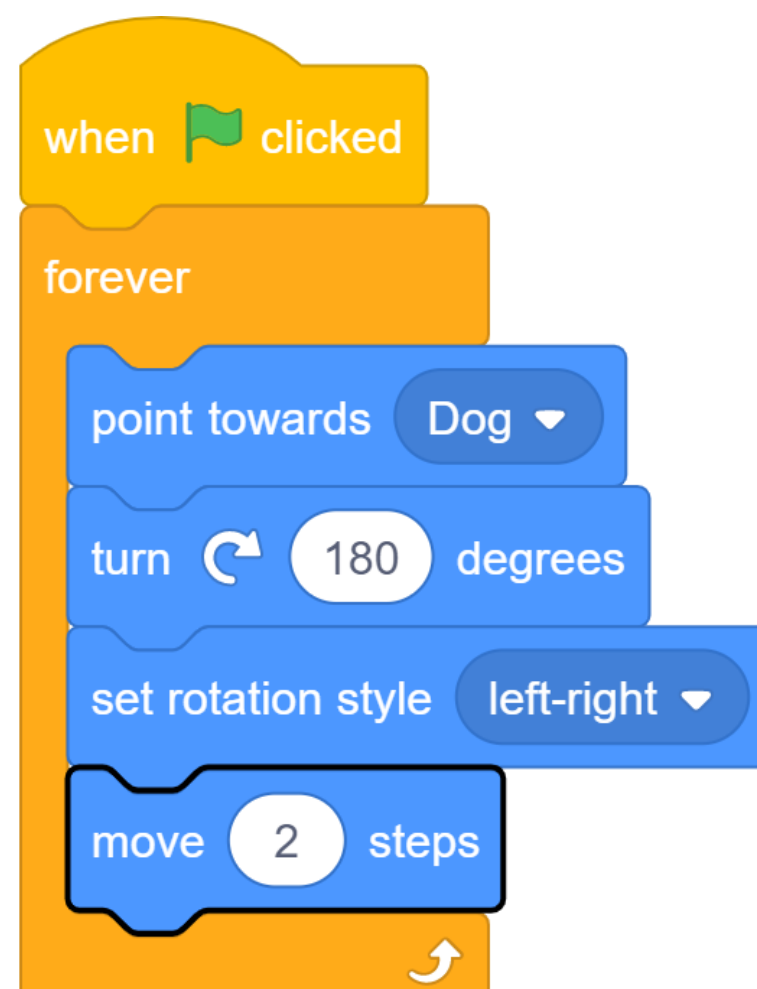 when clicked
forever
point towards Dog
turn 180 degrees
set rotation style left-right
move 2 steps